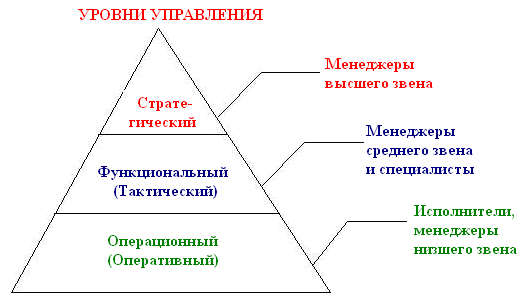 УРОВНИ УПРАВЛЕНИЯ
Страте-
гический
Менеджеры
высшего звена
Функциональный
(Тактический)
Менеджеры
среднего звена
и специалисты
Операционный
(Оперативный)
Исполнители,
менеджеры
низшего звена